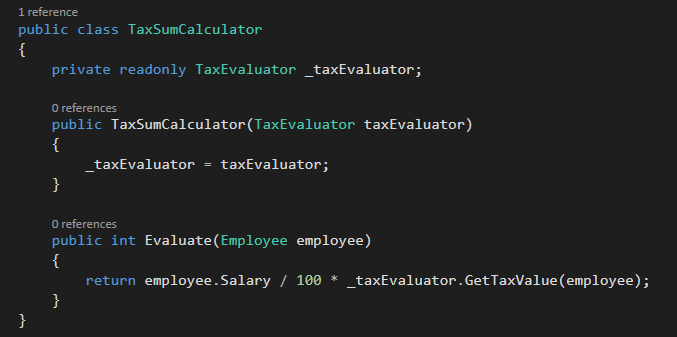 1 reference
public class TaxSumCalculator
{
private readonly TaxEvaluator _taxEvaluator;
0 references
public TaxSumCalculator(TaxEvaluator taxEvaluator)
{
_taxEvaluator = taxEvaluator;
}
0 references
public int Evaluate(Employee employee)
{
return employee.Salary / 100 * _taxEvaluator.GetTaxValue(employee);
}
}